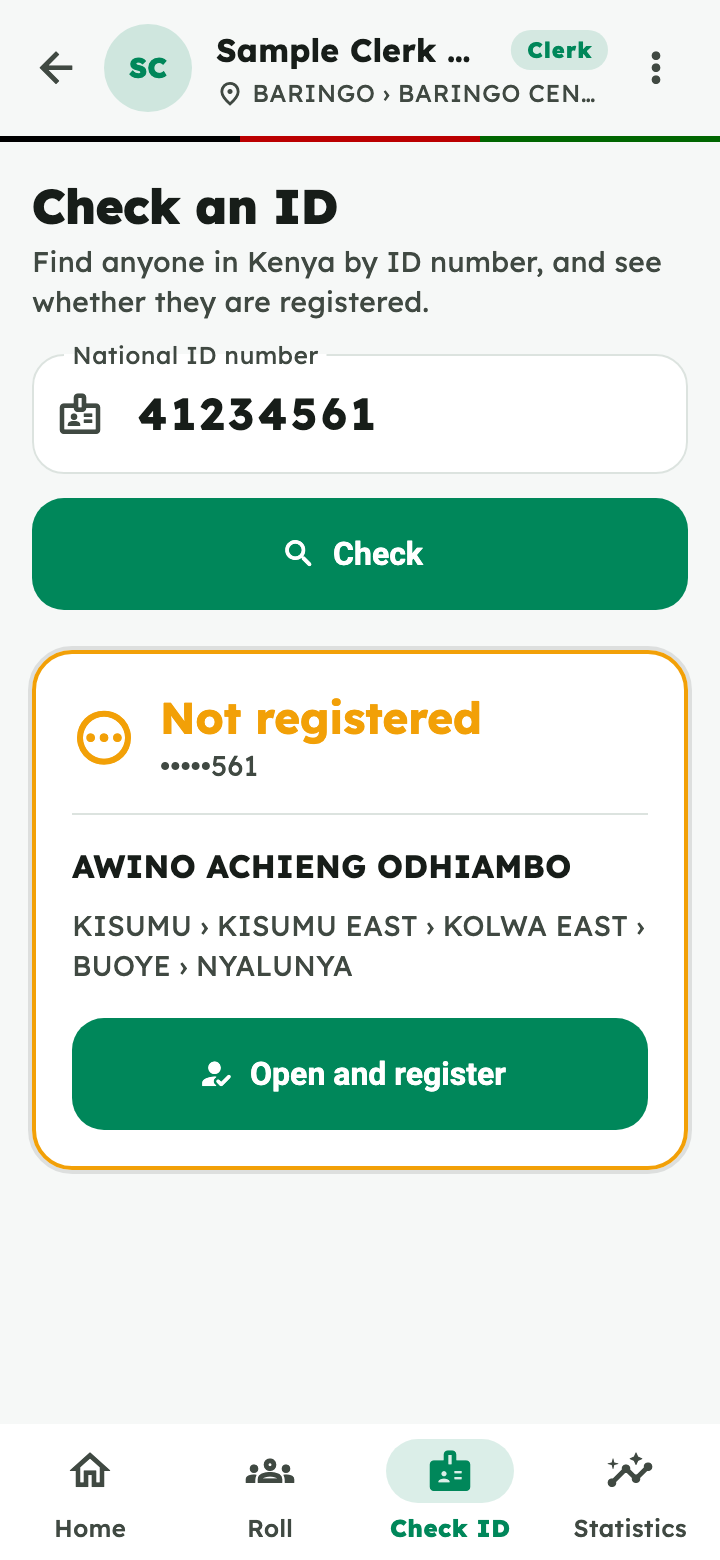 SC
Sample Clerk ...
Clerk
BARINGO › BARINGO CEN...
Check an ID
Find anyone in Kenya by ID number, and see
whether they are registered.
National ID number
41234561
Check
Not registered
•••••561
AWINO ACHIENG ODHIAMBO
KISUMU › KISUMU EAST › KOLWA EAST ›
BUOYE › NYALUNYA
Open and register
Home
Roll
Check ID
Statistics